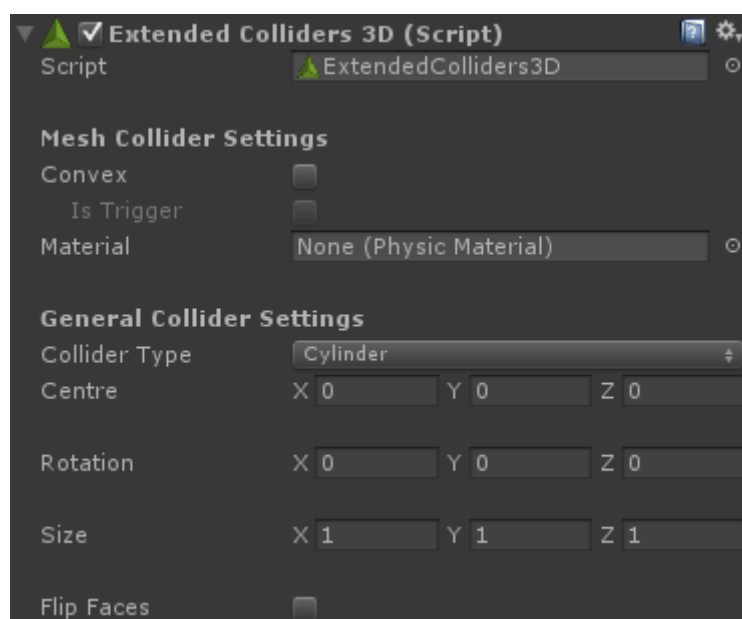 Extended Colliders 3D (Script)
Script ExtendedColliders3D
Mesh Collider Settings
Convex
Is Trigger
Material None (Physic Material)
General Collider Settings
Collider Type Cylinder
Centre X 0 Y 0 Z 0
Rotation X 0 Y 0 Z 0
Size X 1 Y 1 Z 1
Flip Faces